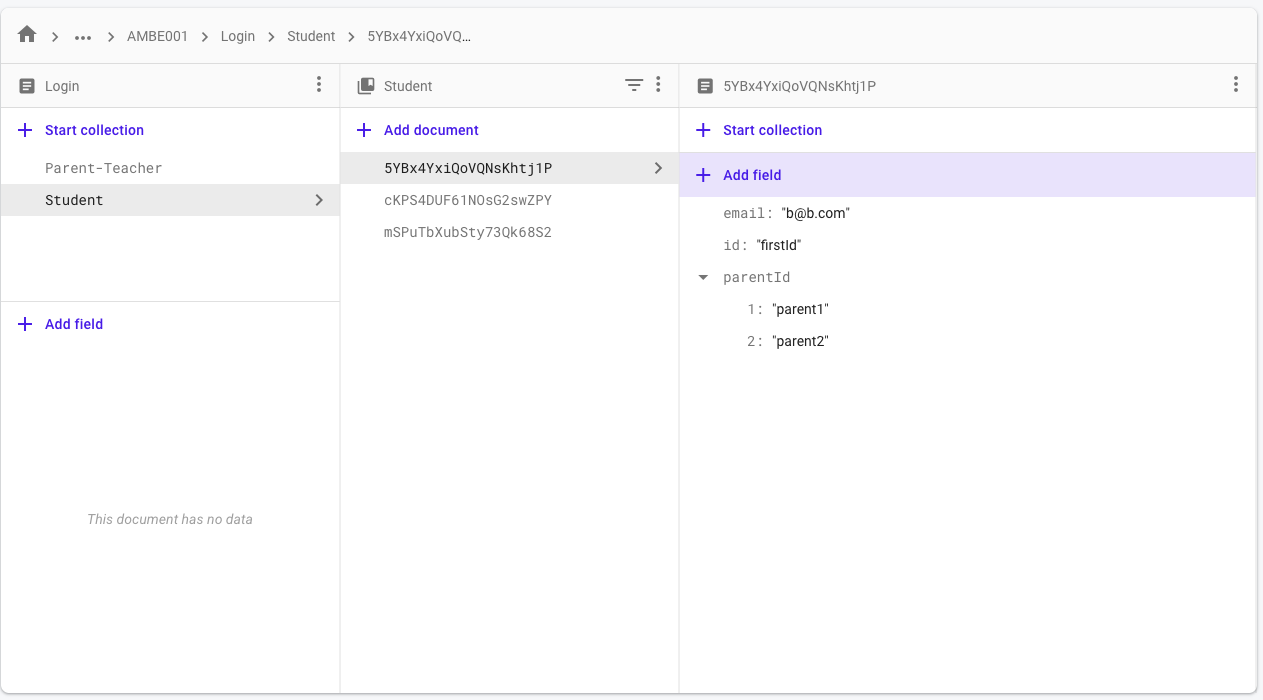 ... AMBE001 Login Student 5YBx4YxiQoVQ...
Login
Start collection
Parent-Teacher
Student
Add field
This document has no data
Student
Add document
5YBx4YxiQoVQNsKhtj1P
cKPS4DUF61NOsG2swZPY
mSPuTbXubSty73Qk68S2
5YBx4YxiQoVQNsKhtj1P
Start collection
Add field
email: "b@b.com"
id: "firstId"
parentId
1: "parent1"
2: "parent2"